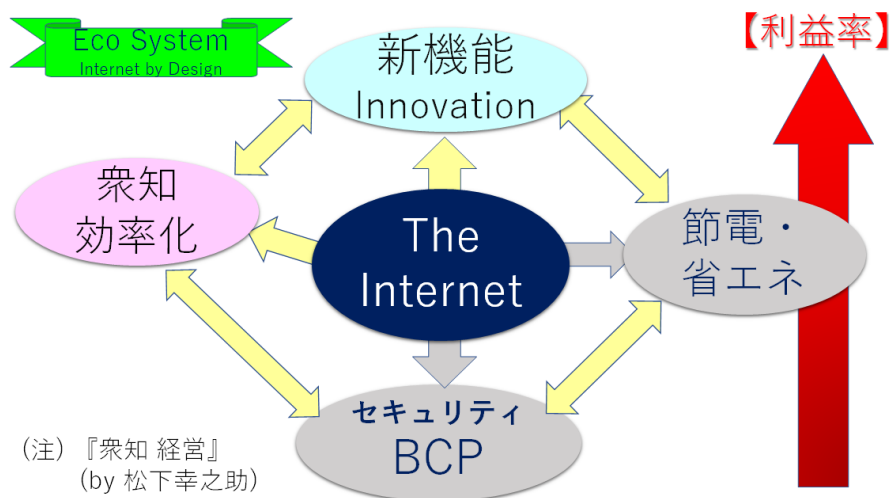 Eco System
Internet by Design
【利益率】
新機能
Innovation
衆知
効率化
The
Internet
節電・
省エネ
セキュリティ
BCP
(注) 『衆知 経営』
(by 松下幸之助)